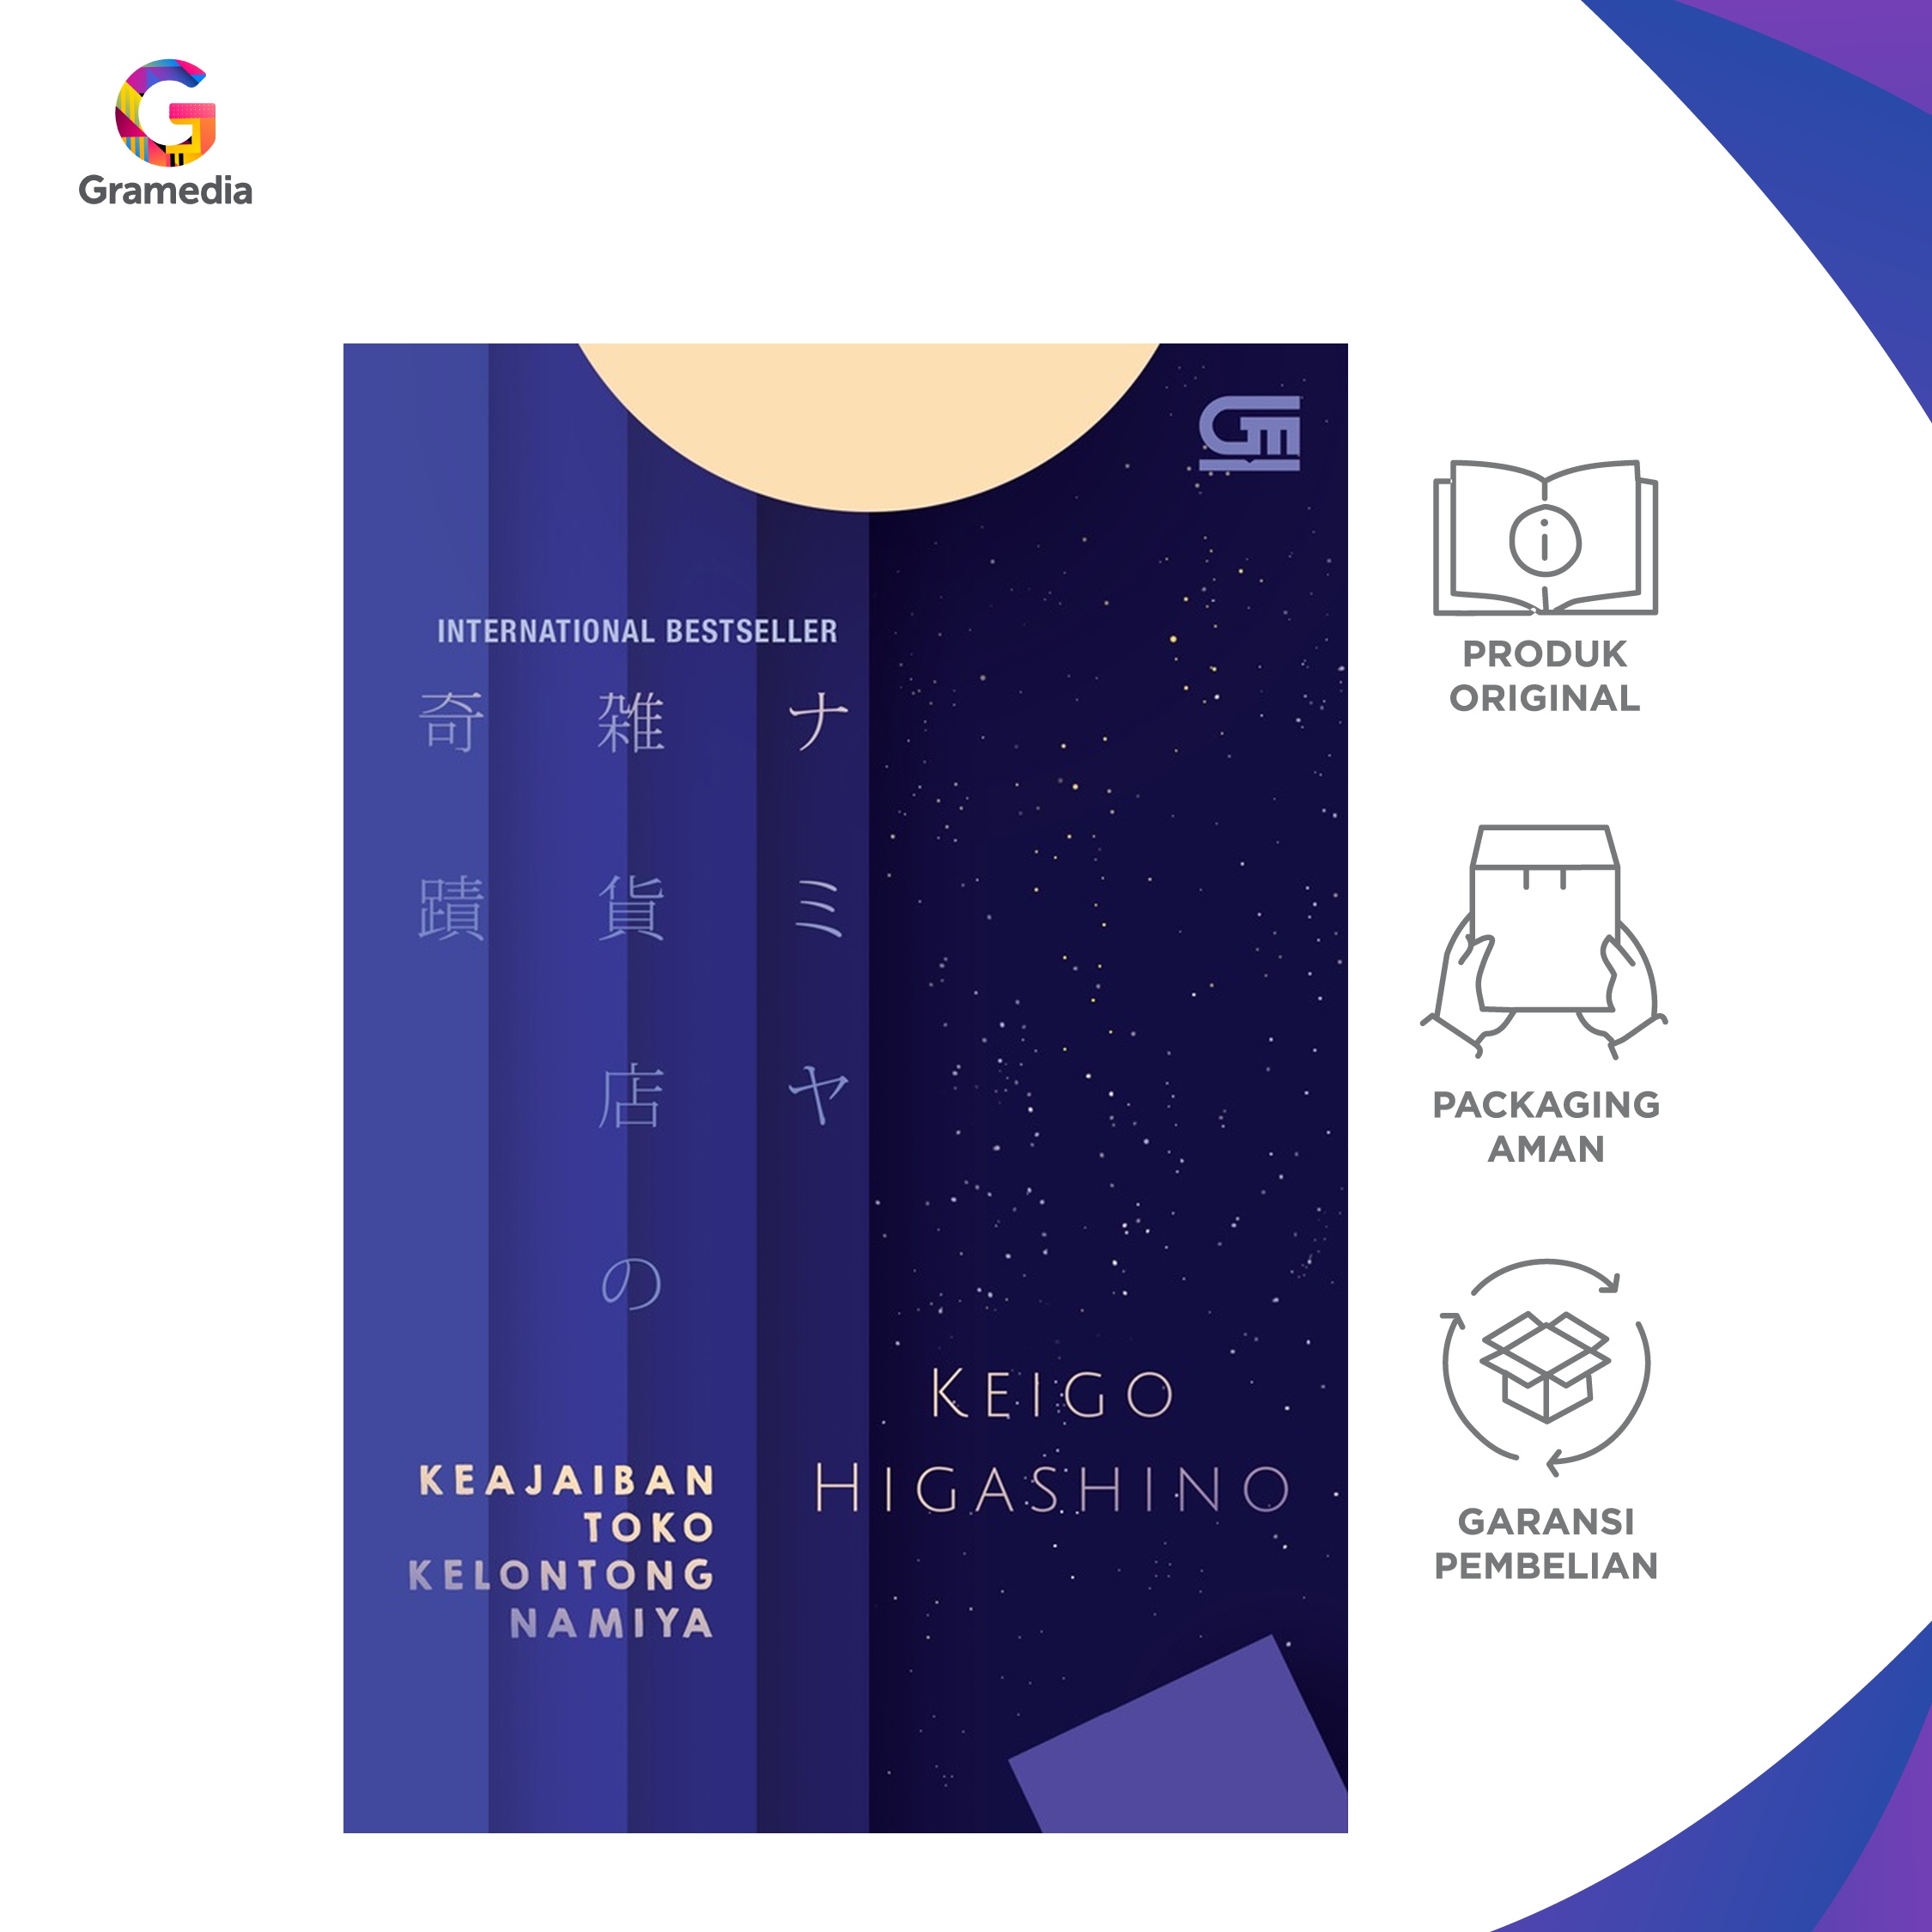 Gramedia
INTERNATIONAL BESTSELLER
ナミヤ
雑貨店の
奇蹟
KEIGO
HIGASHINO
KEAJAIBAN
TOKO
KELONTONG
NAMIYA
PRODUK
ORIGINAL
PACKAGING
AMAN
GARANSI
PEMBELIAN